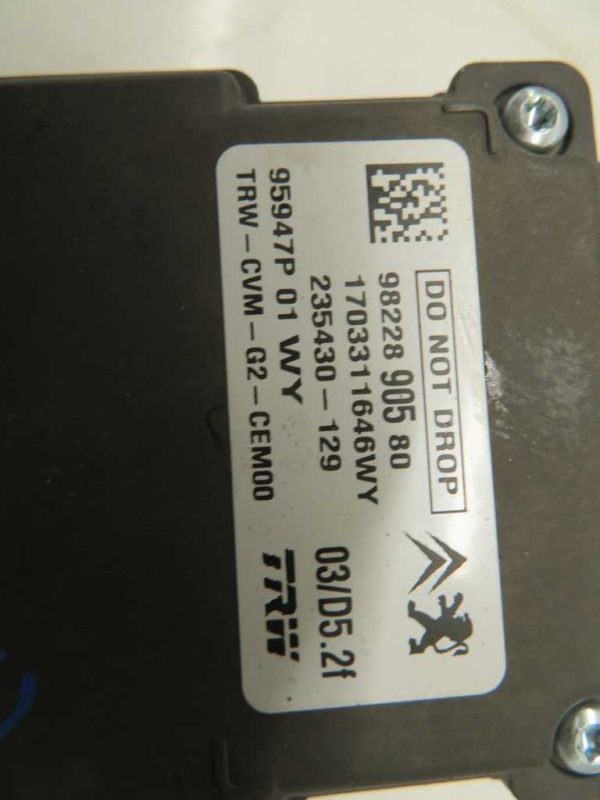 DO NOT DROP
98228 905 80
1703311646WY
235430-129
95947P 01 WY
TRW-CVM-G2-CEM00
03/D5.2f
TRW